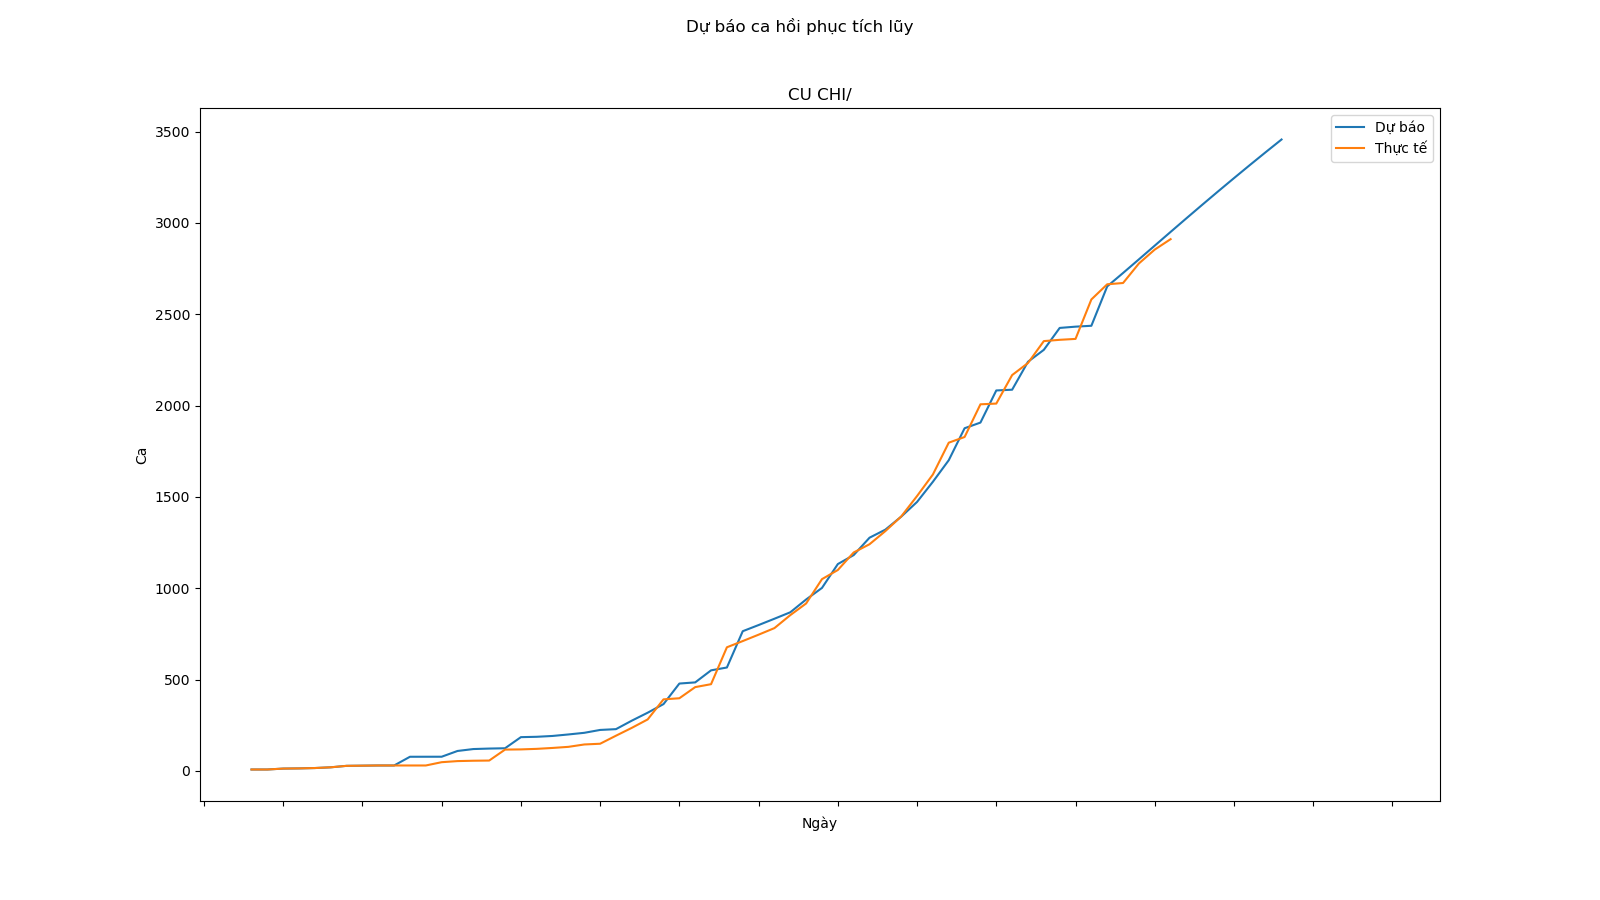 Dự báo ca hồi phục tích lũy
CU CHI/
Dự báo
Thực tế
3500
3000
2500
2000
1500
1000
500
0
Ca
Ngày